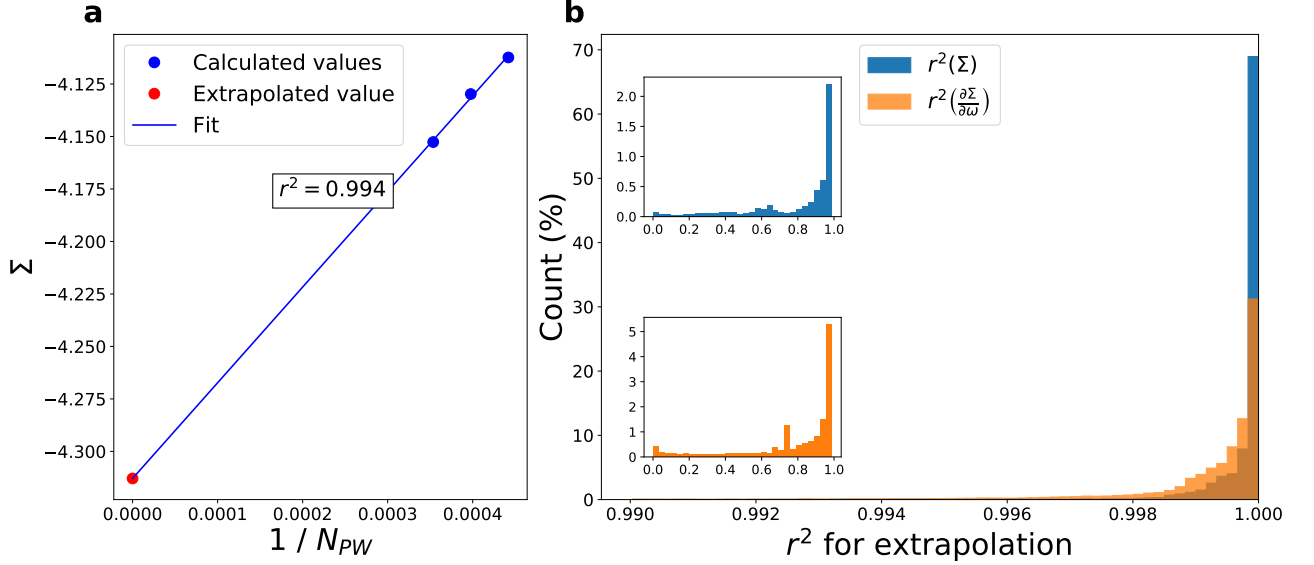 a
Calculated values
Extrapolated value
Fit
r² = 0.994
−4.125
−4.150
−4.175
−4.200
−4.225
−4.250
−4.275
−4.300
Σ
0.0000 0.0001 0.0002 0.0003 0.0004
1 / N_PW
b
r²(Σ)
r²(∂Σ/∂ω)
70
60
50
40
30
20
10
0
Count (%)
2.0
1.5
1.0
0.5
0.0
0.0 0.2 0.4 0.6 0.8 1.0
5
4
3
2
1
0
0.0 0.2 0.4 0.6 0.8 1.0
0.990 0.992 0.994 0.996 0.998 1.000
r² for extrapolation